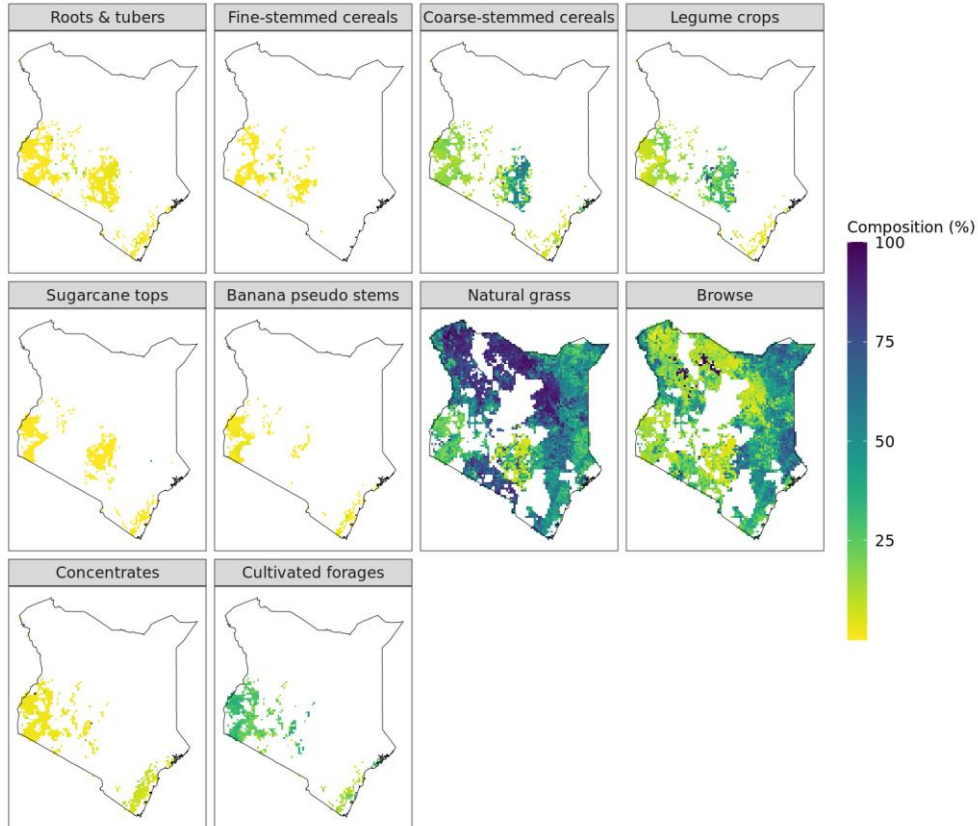 Roots & tubers
Fine-stemmed cereals
Coarse-stemmed cereals
Legume crops
Composition (%)
100
75
50
25
Sugarcane tops
Banana pseudo stems
Natural grass
Browse
Concentrates
Cultivated forages